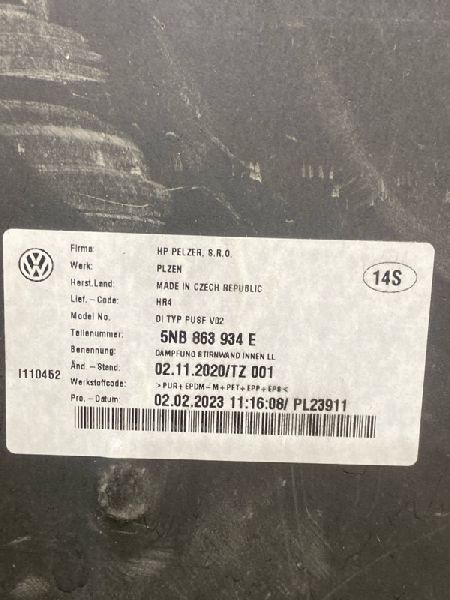 Firma: HP PELZER, S.R.O.
Werk: PLZEN
Herst.Land: MADE IN CZECH REPUBLIC
14S
Lief. - Code: HR4
Model No. DI TYP PUSF V02
Teilenummer: 5NB 863 934 E
Benennung: DAMPFUNG STIRNWAND INNEN LL
Änd. - Stand: 02.11.2020/TZ 001
I110452
Werkstoffcode: >PUR+EPDM-M+PET+EPP+EPS<
Pro. - Datum: 02.02.2023 11:16:08/ PL23911